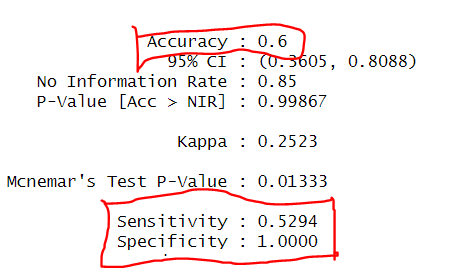 Accuracy : 0.6
95% CI : (0.3605, 0.8088)
No Information Rate : 0.85
P-Value [Acc > NIR] : 0.99867
Kappa : 0.2523
Mcnemar's Test P-Value : 0.01333
Sensitivity : 0.5294
Specificity : 1.0000